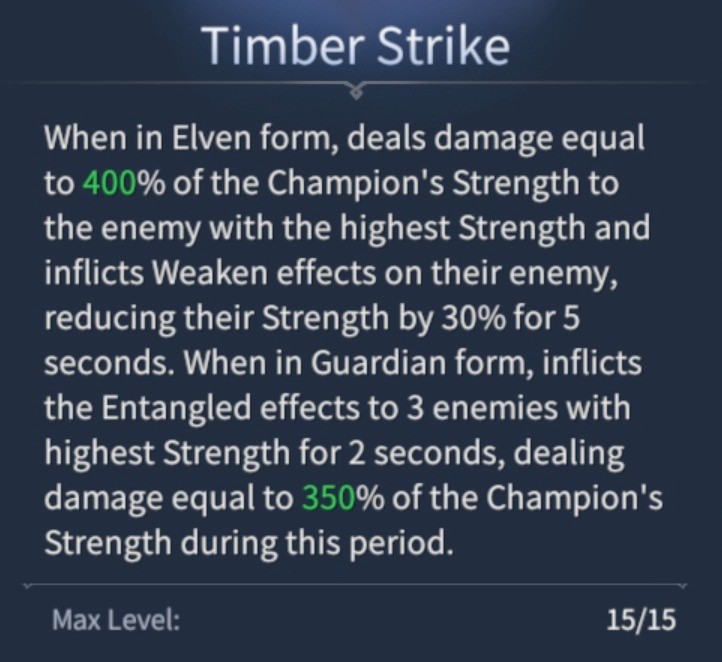 Timber Strike
When in Elven form, deals damage equal
to 400% of the Champion's Strength to
the enemy with the highest Strength and
inflicts Weaken effects on their enemy,
reducing their Strength by 30% for 5
seconds. When in Guardian form, inflicts
the Entangled effects to 3 enemies with
highest Strength for 2 seconds, dealing
damage equal to 350% of the Champion's
Strength during this period.
Max Level: 15/15